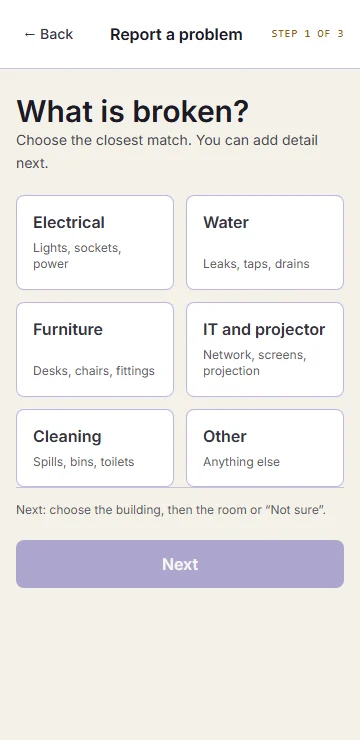 ← Back
Report a problem
STEP 1 OF 3
What is broken?
Choose the closest match. You can add detail
next.
Electrical
Lights, sockets,
power
Water
Leaks, taps, drains
Furniture
Desks, chairs, fittings
IT and projector
Network, screens,
projection
Cleaning
Spills, bins, toilets
Other
Anything else
Next: choose the building, then the room or “Not sure”.
Next